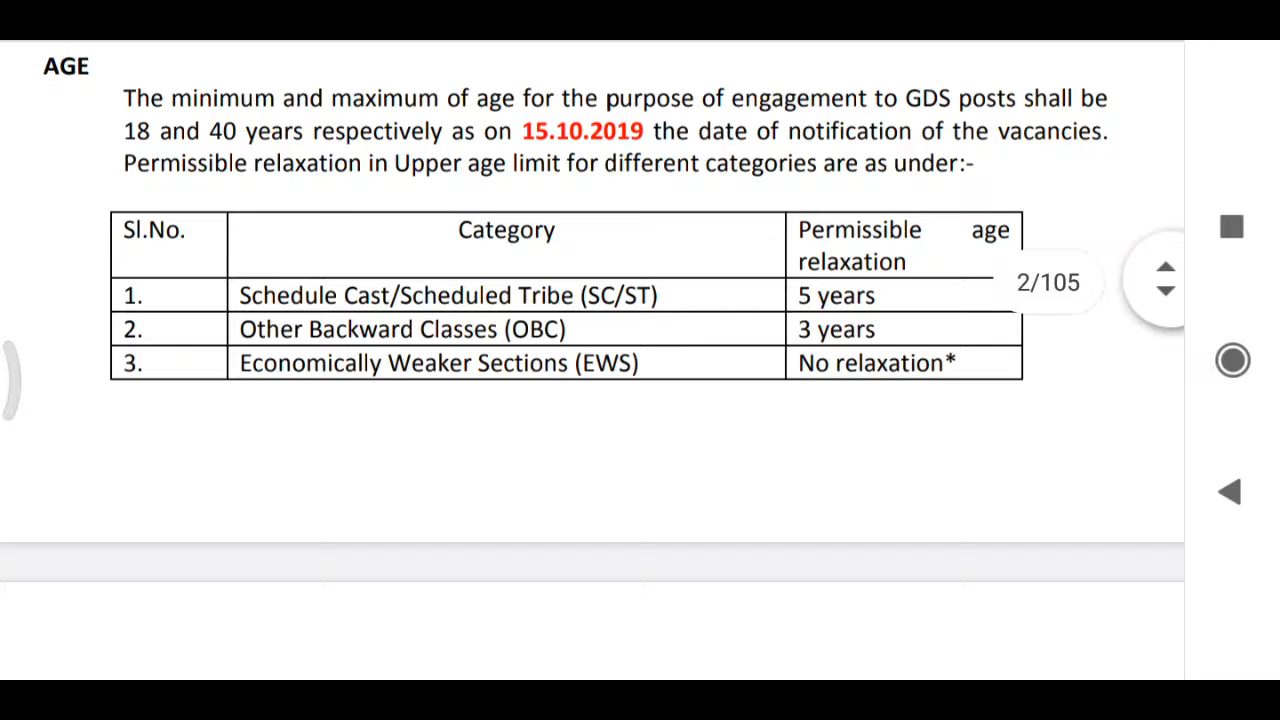 AGE
The minimum and maximum of age for the purpose of engagement to GDS posts shall be
18 and 40 years respectively as on 15.10.2019 the date of notification of the vacancies.
Permissible relaxation in Upper age limit for different categories are as under:-
Sl.No. Category Permissible age
relaxation
1. Schedule Cast/Scheduled Tribe (SC/ST) 5 years
2. Other Backward Classes (OBC) 3 years
3. Economically Weaker Sections (EWS) No relaxation*
2/105